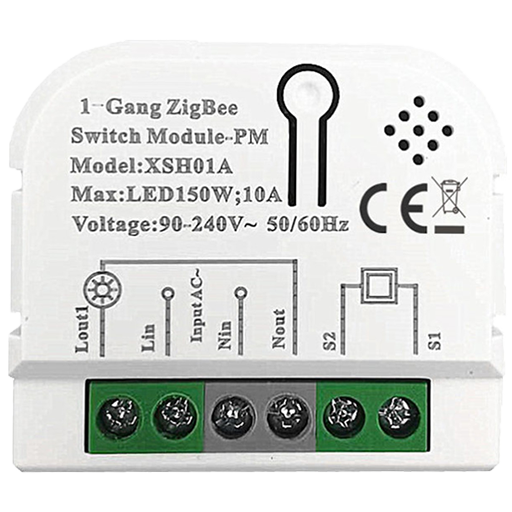 1-Gang ZigBee
Switch Module-PM
Model:XSH01A
Max:LED150W;10A
Voltage:90-240V~ 50/60Hz
CE
Lout1
Lin
InputAC~
Nin
Nout
S2
S1